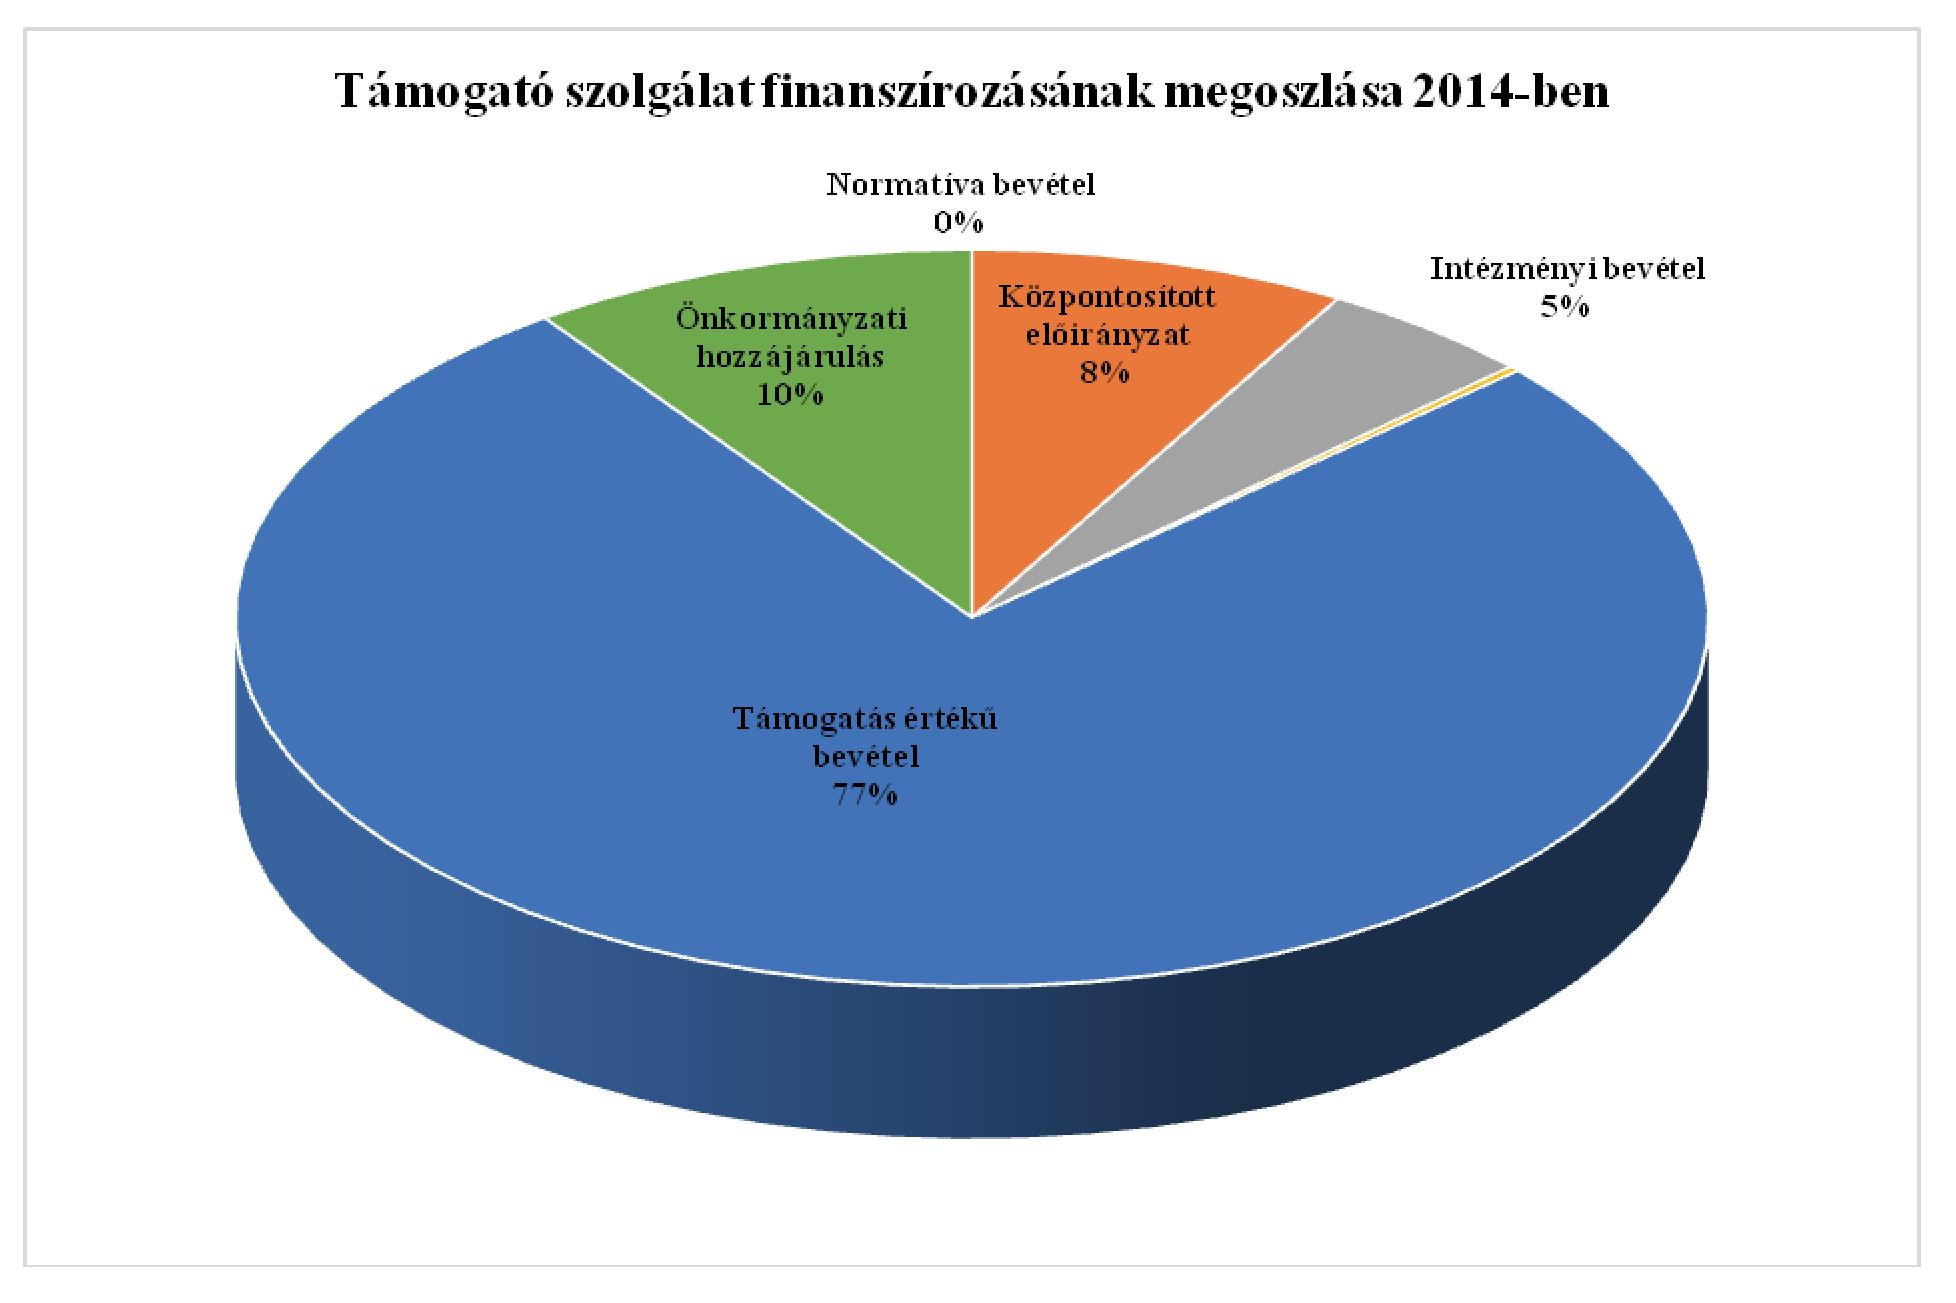 Támogató szolgálat finanszírozásának megoszlása 2014-ben
Normatíva bevétel
0%
Központosított
előirányzat
8%
Intézményi bevétel
5%
Önkormányzati
hozzájárulás
10%
Támogatás értékű
bevétel
77%